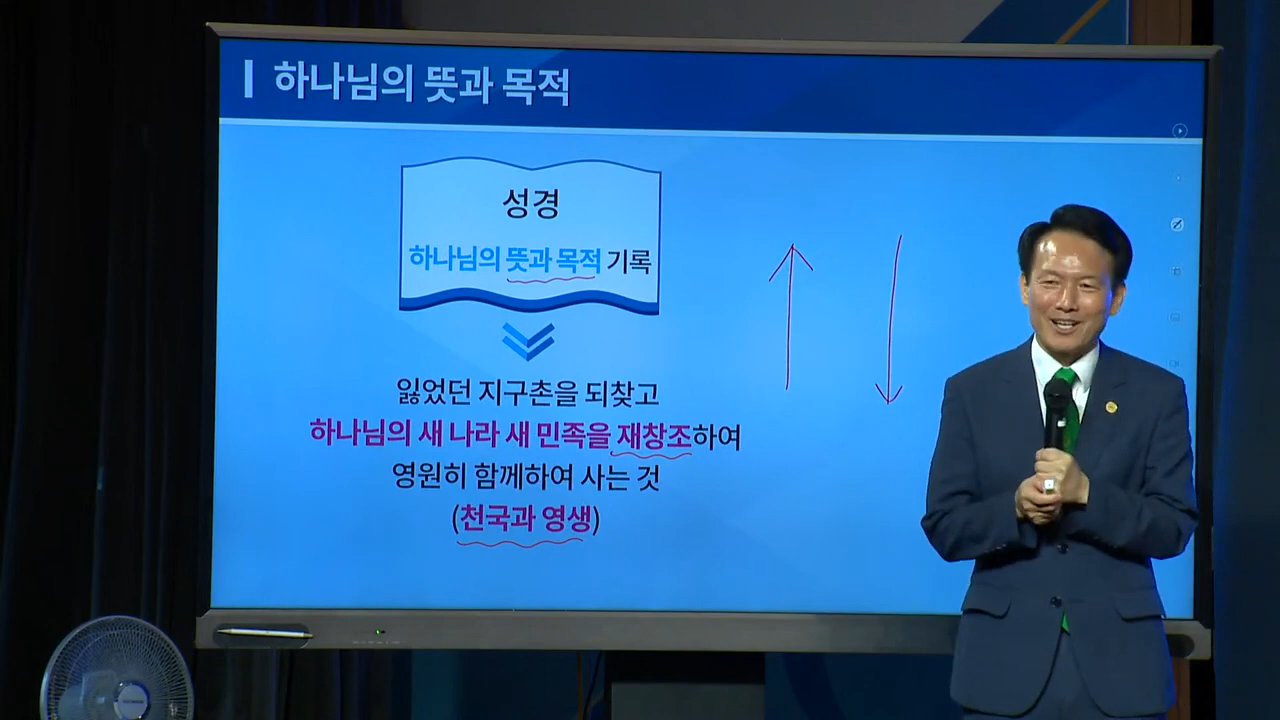 하나님의 뜻과 목적
성경
하나님의 뜻과 목적 기록
잃었던 지구촌을 되찾고
하나님의 새 나라 새 민족을 재창조하여
영원히 함께하여 사는 것
(천국과 영생)